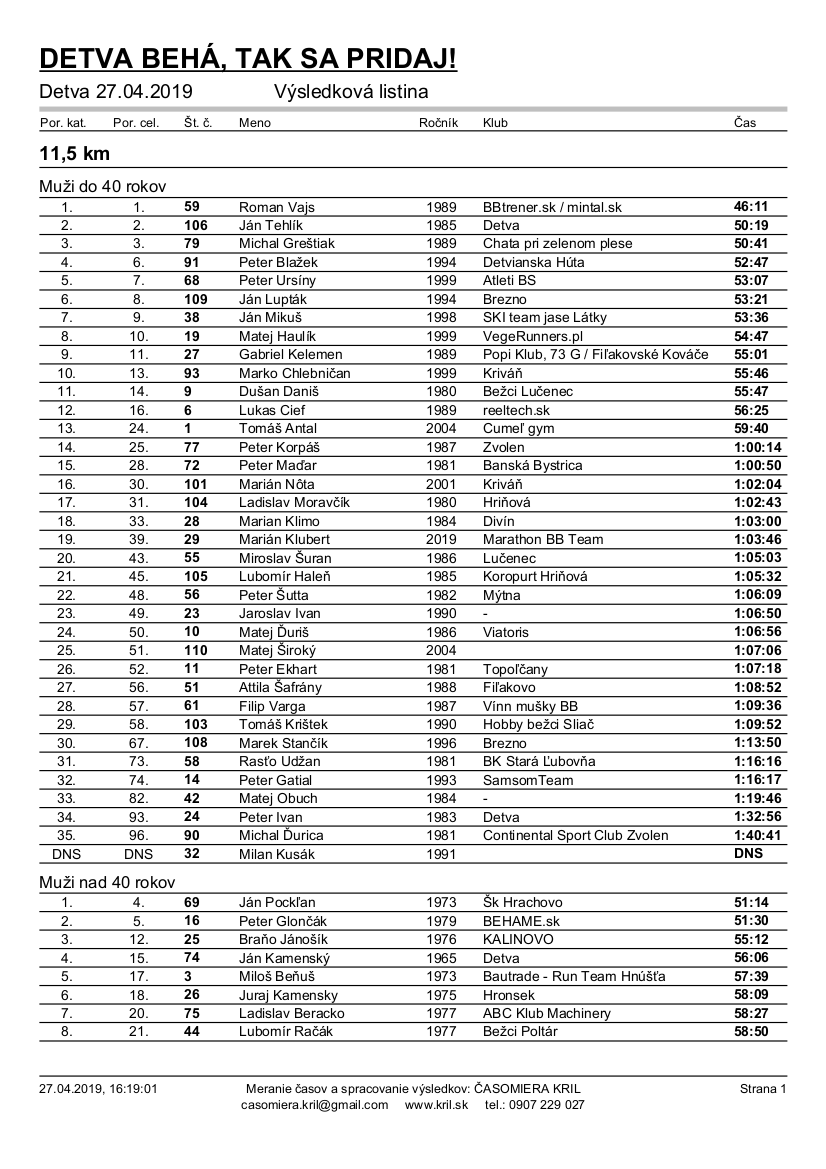 DETVA BEHÁ, TAK SA PRIDAJ!
Detva 27.04.2019 Výsledková listina
Por. kat. Por. cel. Št. č. Meno Ročník Klub Čas
11,5 km
Muži do 40 rokov
1. 1. 59 Roman Vajs 1989 BBtrener.sk / mintal.sk 46:11
2. 2. 106 Ján Tehlík 1985 Detva 50:19
3. 3. 79 Michal Greštiak 1989 Chata pri zelenom plese 50:41
4. 6. 91 Peter Blažek 1994 Detvianska Húta 52:47
5. 7. 68 Peter Ursíny 1999 Atleti BS 53:07
6. 8. 109 Ján Lupták 1994 Brezno 53:21
7. 9. 38 Ján Mikuš 1998 SKI team jase Látky 53:36
8. 10. 19 Matej Haulík 1999 VegeRunners.pl 54:47
9. 11. 27 Gabriel Kelemen 1989 Popi Klub, 73 G / Fiľakovské Kováče 55:01
10. 13. 93 Marko Chlebničan 1999 Kriváň 55:46
11. 14. 9 Dušan Daniš 1980 Bežci Lučenec 55:47
12. 16. 6 Lukas Cief 1989 reeltech.sk 56:25
13. 24. 1 Tomáš Antal 2004 Cumeľ gym 59:40
14. 25. 77 Peter Korpáš 1987 Zvolen 1:00:14
15. 28. 72 Peter Maďar 1981 Banská Bystrica 1:00:50
16. 30. 101 Marián Nôta 2001 Kriváň 1:02:04
17. 31. 104 Ladislav Moravčík 1980 Hriňová 1:02:43
18. 33. 28 Marian Klimo 1984 Divín 1:03:00
19. 39. 29 Marián Klubert 2019 Marathon BB Team 1:03:46
20. 43. 55 Miroslav Šuran 1986 Lučenec 1:05:03
21. 45. 105 Lubomír Haleň 1985 Koropurt Hriňová 1:05:32
22. 48. 56 Peter Šutta 1982 Mýtna 1:06:09
23. 49. 23 Jaroslav Ivan 1990 - 1:06:50
24. 50. 10 Matej Ďuriš 1986 Viatoris 1:06:56
25. 51. 110 Matej Široký 2004 1:07:06
26. 52. 11 Peter Ekhart 1981 Topoľčany 1:07:18
27. 56. 51 Attila Šafrány 1988 Fiľakovo 1:08:52
28. 57. 61 Filip Varga 1987 Vínn mušky BB 1:09:36
29. 58. 103 Tomáš Krištek 1990 Hobby bežci Sliač 1:09:52
30. 67. 108 Marek Stančík 1996 Brezno 1:13:50
31. 73. 58 Rasťo Udžan 1981 BK Stará Ľubovňa 1:16:16
32. 74. 14 Peter Gatial 1993 SamsomTeam 1:16:17
33. 82. 42 Matej Obuch 1984 - 1:19:46
34. 93. 24 Peter Ivan 1983 Detva 1:32:56
35. 96. 90 Michal Ďurica 1981 Continental Sport Club Zvolen 1:40:41
DNS DNS 32 Milan Kusák 1991 DNS
Muži nad 40 rokov
1. 4. 69 Ján Pockľan 1973 Šk Hrachovo 51:14
2. 5. 16 Peter Glončák 1979 BEHAME.sk 51:30
3. 12. 25 Braňo Jánošík 1976 KALINOVO 55:12
4. 15. 74 Ján Kamenský 1965 Detva 56:06
5. 17. 3 Miloš Beňuš 1973 Bautrade - Run Team Hnúšťa 57:39
6. 18. 26 Juraj Kamensky 1975 Hronsek 58:09
7. 20. 75 Ladislav Beracko 1977 ABC Klub Machinery 58:27
8. 21. 44 Lubomír Račák 1977 Bežci Poltár 58:50
27.04.2019, 16:19:01 Meranie časov a spracovanie výsledkov: ČASOMIERA KRIL Strana 1
casomiera.kril@gmail.com www.kril.sk tel.: 0907 229 027